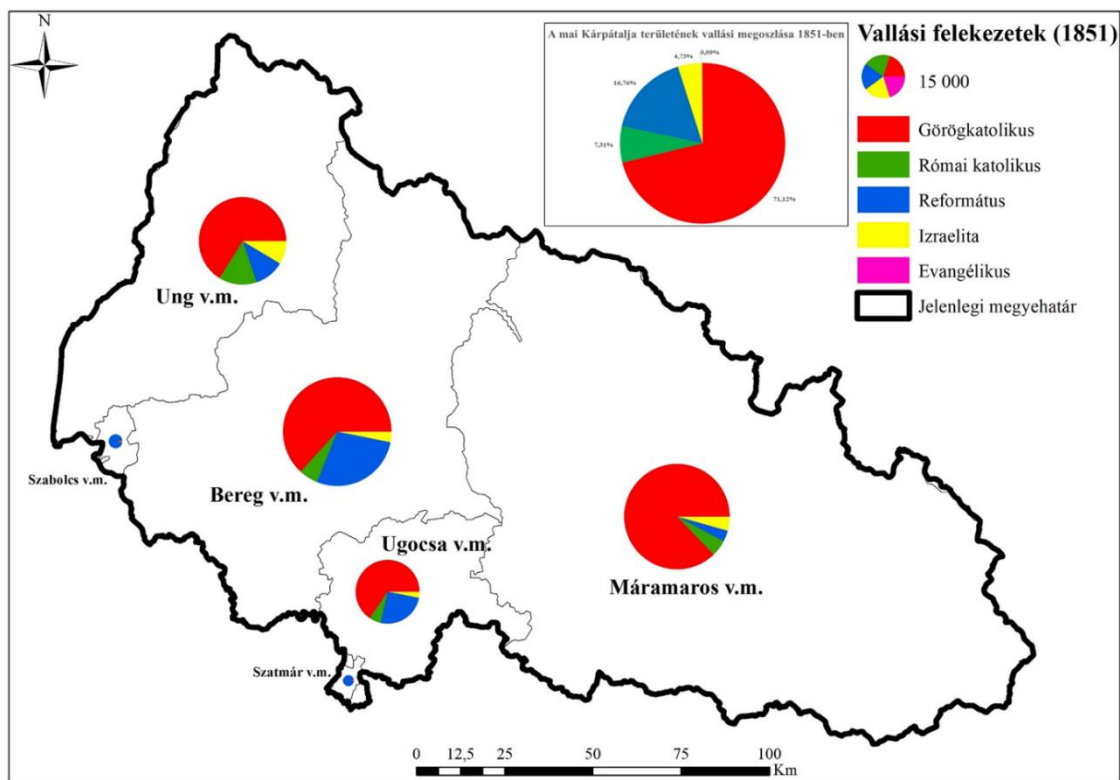 N
A mai Kárpátalja területének vallási megoszlása 1851-ben
4,73%
0,09%
16,76%
7,31%
71,12%
Vallási felekezetek (1851)
15 000
Görögkatolikus
Római katolikus
Református
Izraelita
Evangélikus
Jelenlegi megyehatár
Ung v.m.
Szabolcs v.m.
Bereg v.m.
Ugocsa v.m.
Máramaros v.m.
Szatmár v.m.
0 12,5 25 50 75 100
Km